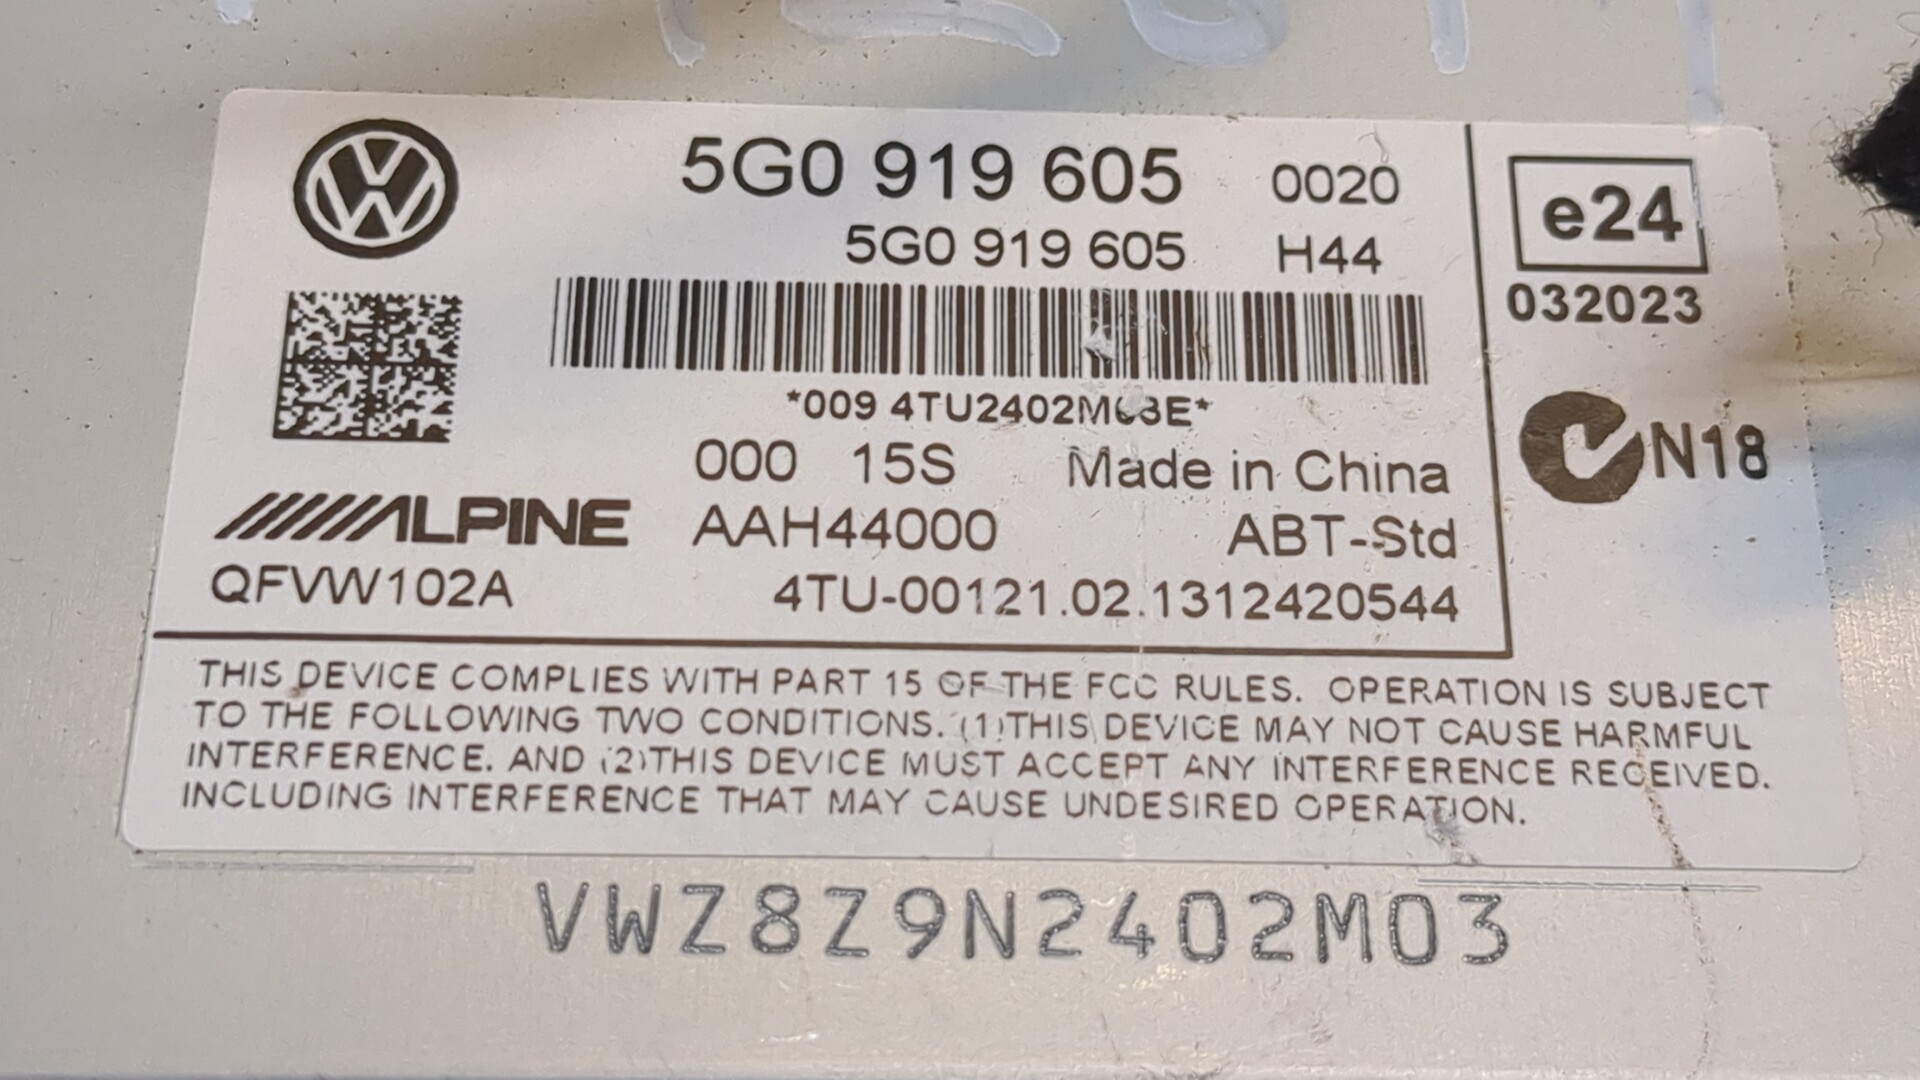 5G0 919 605 0020
5G0 919 605 H44
*009 4TU2402M03E*
000 15S Made in China
ALPINE AAH44000 ABT-Std
QFVW102A 4TU-00121.02.1312420544
e24
032023
N18
THIS DEVICE COMPLIES WITH PART 15 OF THE FCC RULES. OPERATION IS SUBJECT
TO THE FOLLOWING TWO CONDITIONS. (1)THIS DEVICE MAY NOT CAUSE HARMFUL
INTERFERENCE. AND (2)THIS DEVICE MUST ACCEPT ANY INTERFERENCE RECEIVED.
INCLUDING INTERFERENCE THAT MAY CAUSE UNDESIRED OPERATION.
VWZ8Z9N2402M03